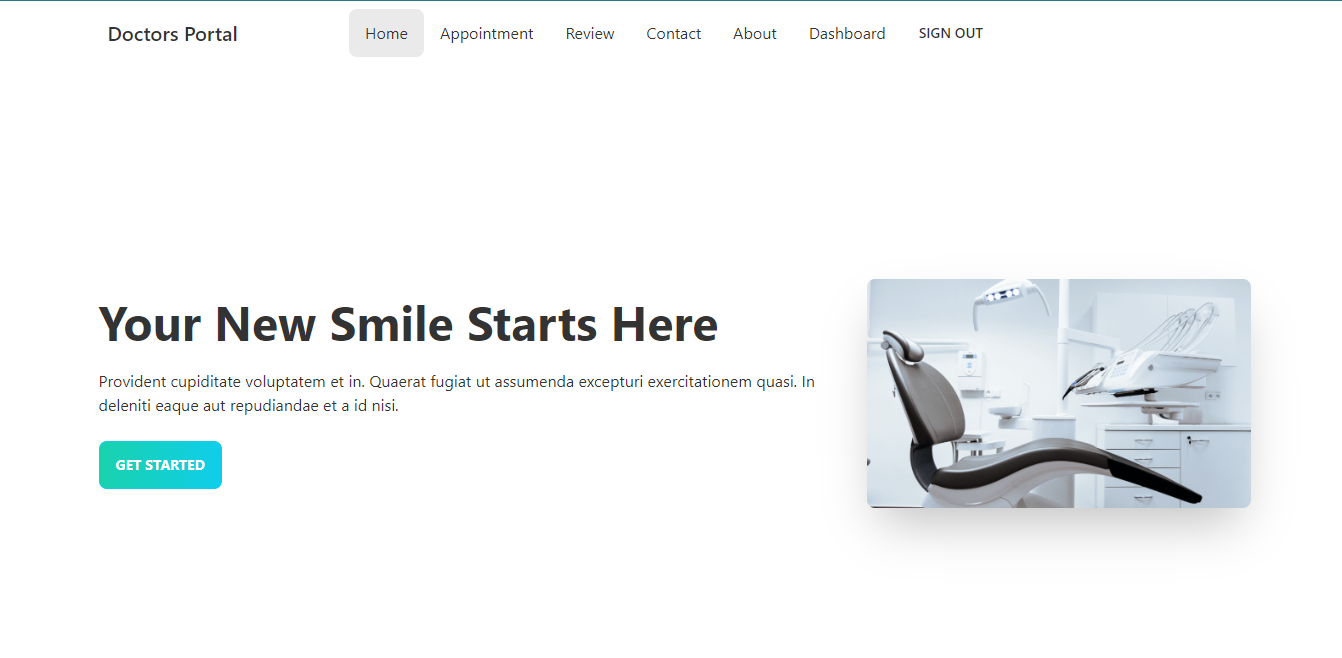 Doctors Portal
Home
Appointment
Review
Contact
About
Dashboard
SIGN OUT
Your New Smile Starts Here
Provident cupiditate voluptatem et in. Quaerat fugiat ut assumenda excepturi exercitationem quasi. In
deleniti eaque aut repudiandae et a id nisi.
GET STARTED